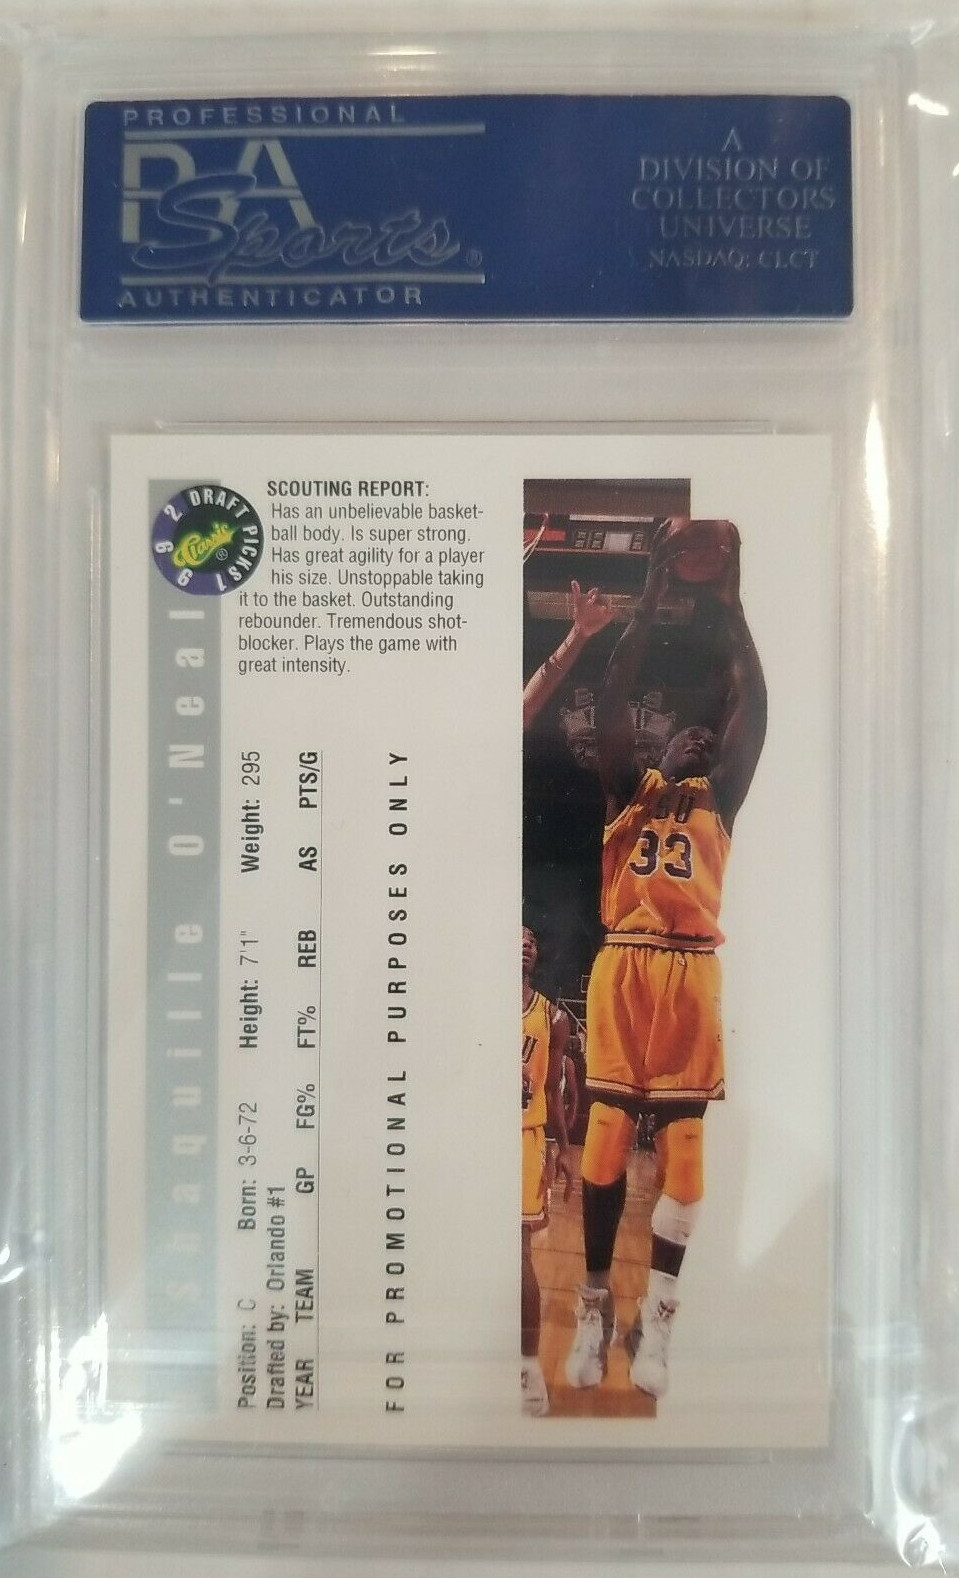 PROFESSIONAL
PSA
Sports®
AUTHENTICATOR
A
DIVISION OF
COLLECTORS
UNIVERSE
NASDAQ: CLCT
1992 DRAFT PICKS
Classic®
SCOUTING REPORT:
Has an unbelievable basket-
ball body. Is super strong.
Has great agility for a player
his size. Unstoppable taking
it to the basket. Outstanding
rebounder. Tremendous shot-
blocker. Plays the game with
great intensity.
Shaquille O'Neal
Position: C Born: 3-6-72 Height: 7'1" Weight: 295
Drafted by: Orlando #1
YEAR TEAM GP FG% FT% REB AS PTS/G
FOR PROMOTIONAL PURPOSES ONLY
LSU
33